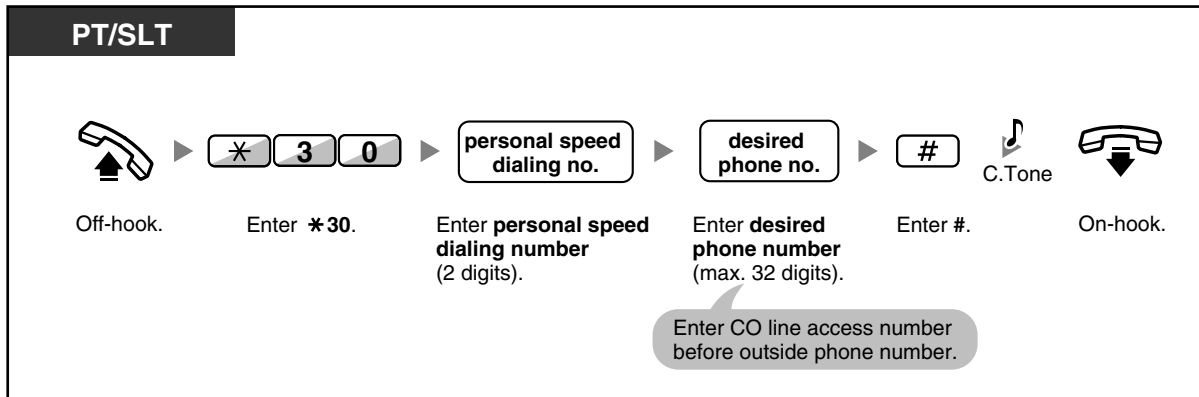 PT/SLT
✳ 3 0
personal speed
dialing no.
desired
phone no.
#
C.Tone
Off-hook.
Enter ✳30.
Enter personal speed
dialing number
(2 digits).
Enter desired
phone number
(max. 32 digits).
Enter #.
On-hook.
Enter CO line access number
before outside phone number.